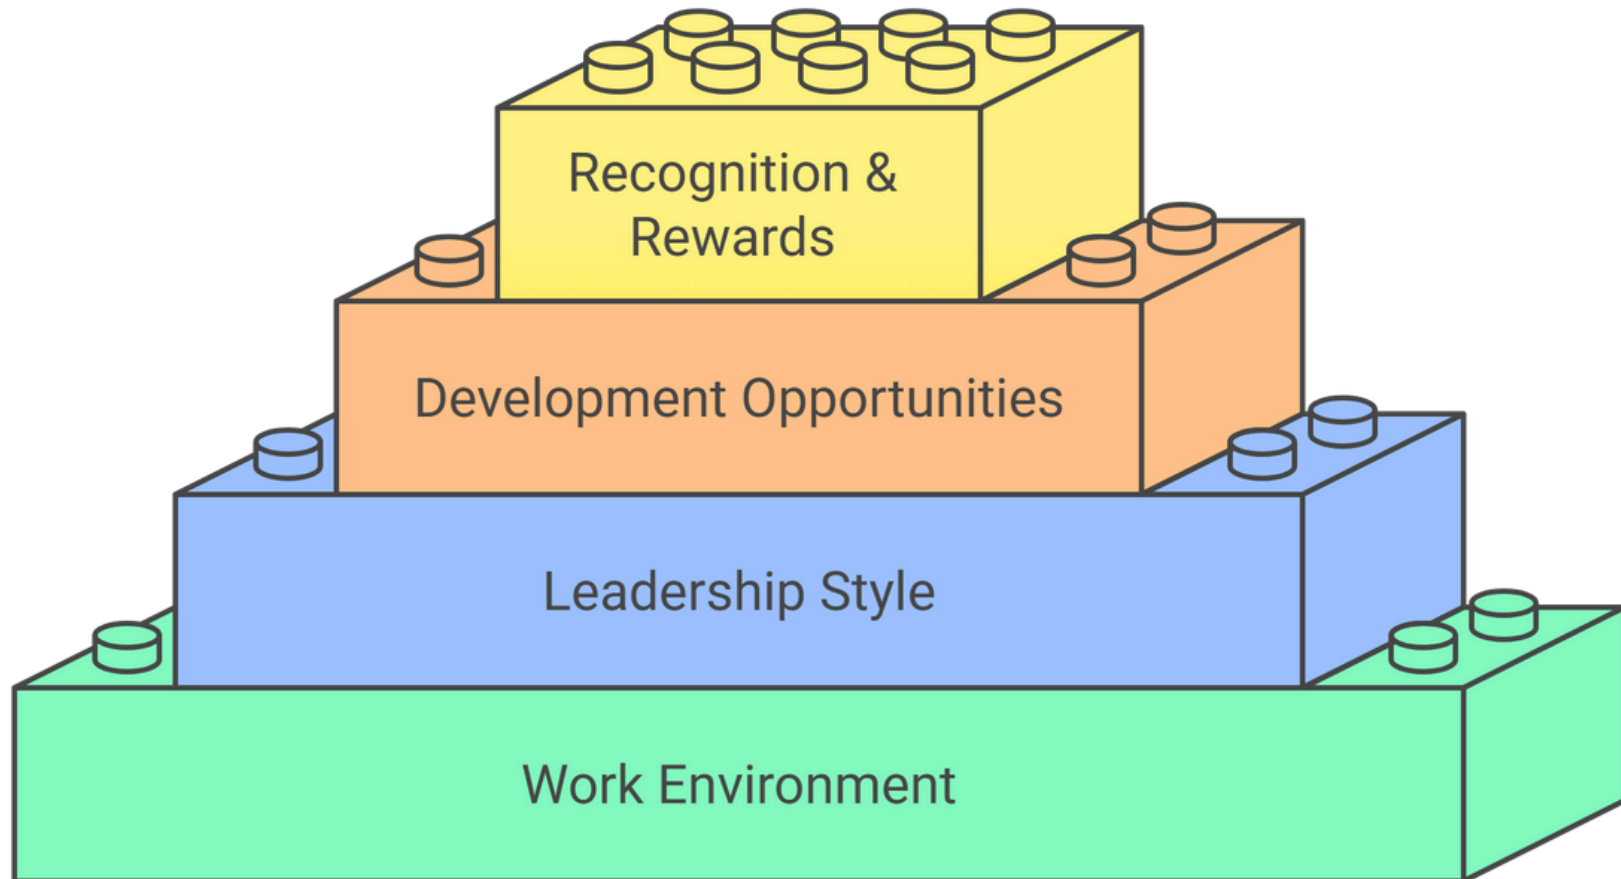 Recognition &
Rewards
Development Opportunities
Leadership Style
Work Environment